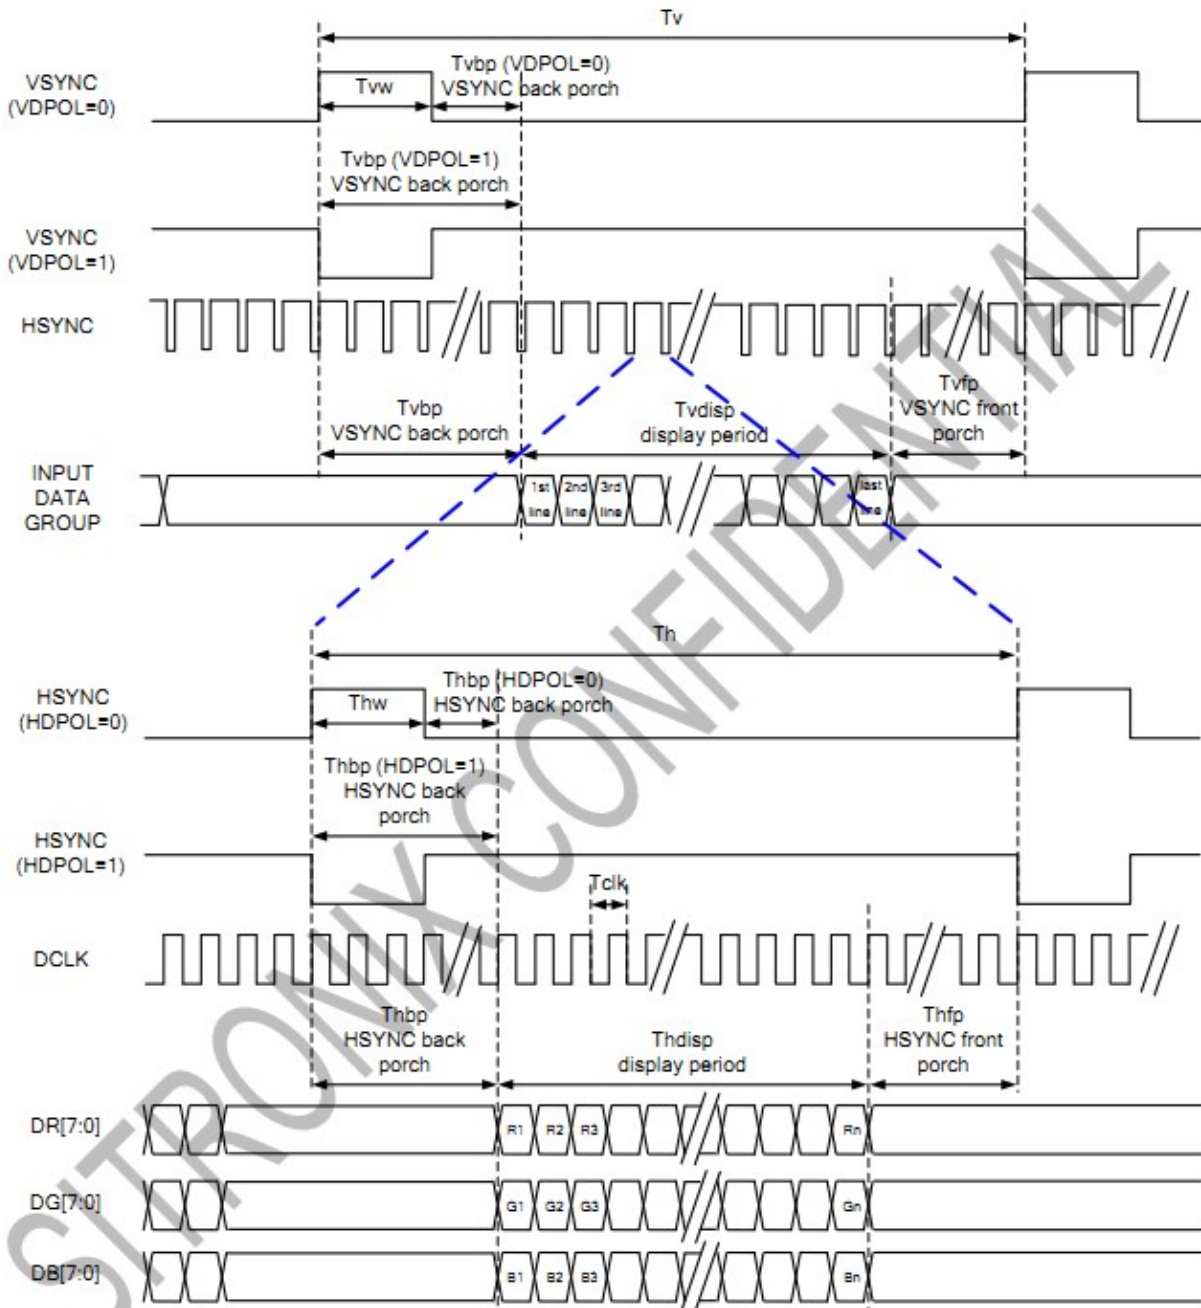 Tv
VSYNC
(VDPOL=0)
Tvw
Tvbp (VDPOL=0)
VSYNC back porch
Tvbp (VDPOL=1)
VSYNC back porch
VSYNC
(VDPOL=1)
HSYNC
Tvbp
VSYNC back porch
Tvdisp
display period
Tvfp
VSYNC front
porch
INPUT
DATA
GROUP
1st
line
2nd
line
3rd
line
last
line
Th
HSYNC
(HDPOL=0)
Thw
Thbp (HDPOL=0)
HSYNC back porch
Thbp (HDPOL=1)
HSYNC back
porch
HSYNC
(HDPOL=1)
Tclk
DCLK
Thbp
HSYNC back
porch
Thdisp
display period
Thfp
HSYNC front
porch
DR[7:0]
R1 R2 R3 Rn
DG[7:0]
G1 G2 G3 Gn
DB[7:0]
B1 B2 B3 Bn
SITRONIX CONFIDENTIAL